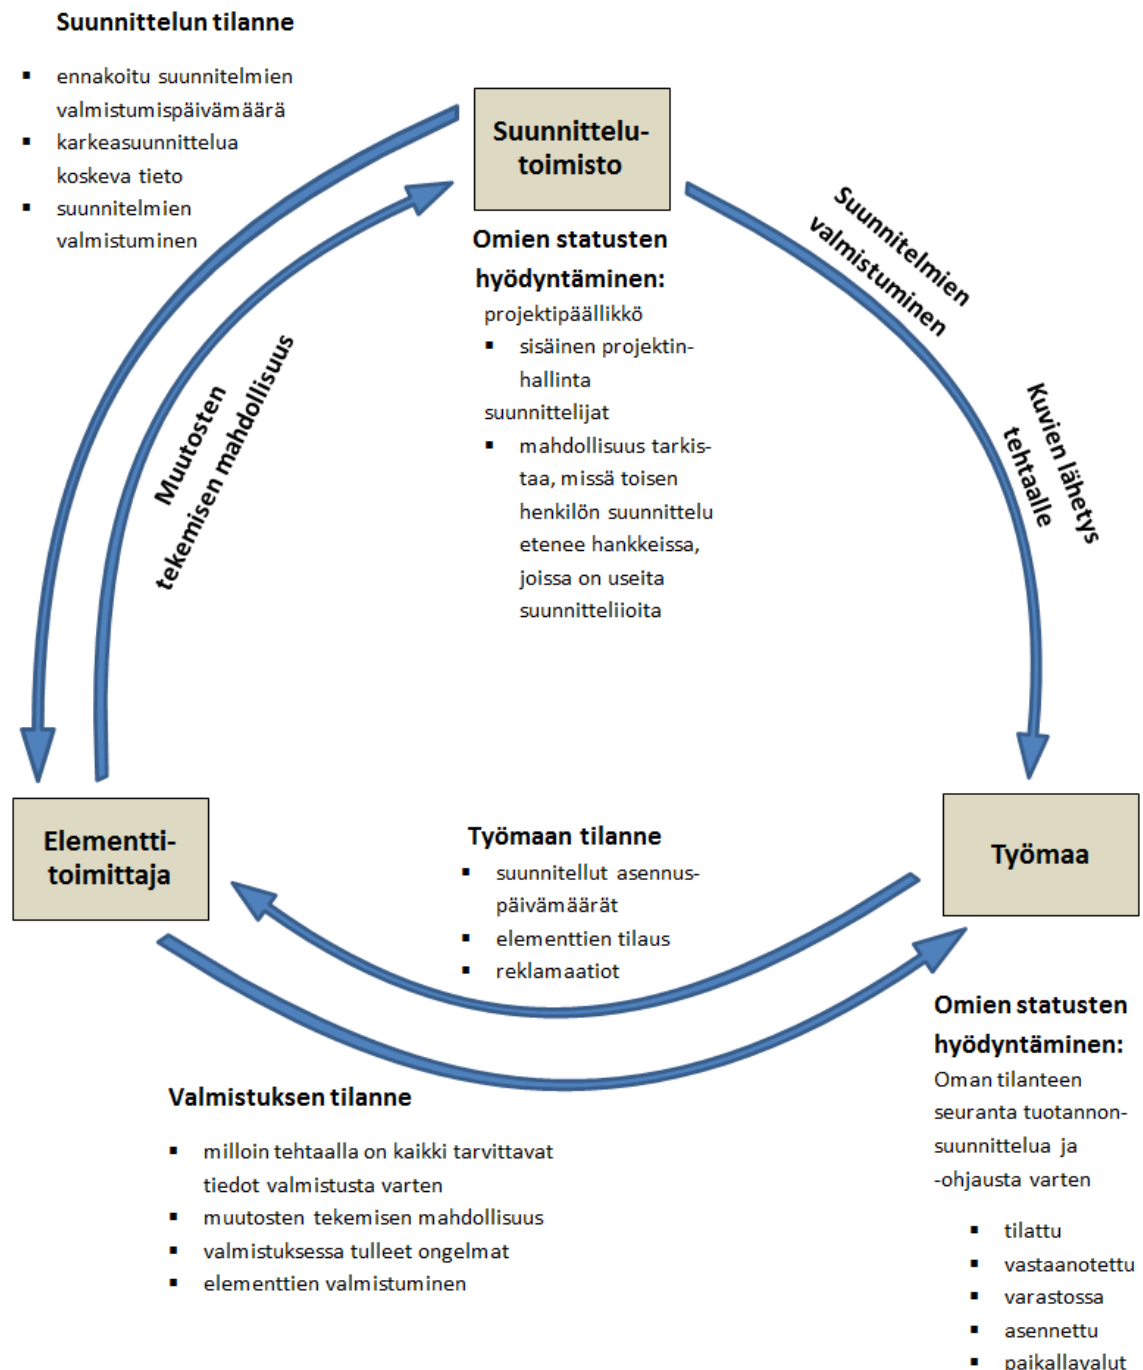 Suunnittelun tilanne
▪ ennakoitu suunnitelmien
valmistumispäivämäärä
▪ karkeasuunnittelua
koskeva tieto
▪ suunnitelmien
valmistuminen
Suunnittelu-
toimisto
Omien statusten
hyödyntäminen:
projektipäällikkö
▪ sisäinen projektin-
hallinta
suunnittelijat
▪ mahdollisuus tarkis-
taa, missä toisen
henkilön suunnittelu
etenee hankkeissa,
joissa on useita
suunnitteliioita
Suunnitelmien
valmistuminen
Kuvien lähetys
tehtaalle
Muutosten
tekemisen mahdollisuus
Elementti-
toimittaja
Työmaan tilanne
▪ suunnitellut asennus-
päivämäärät
▪ elementtien tilaus
▪ reklamaatiot
Työmaa
Valmistuksen tilanne
▪ milloin tehtaalla on kaikki tarvittavat
tiedot valmistusta varten
▪ muutosten tekemisen mahdollisuus
▪ valmistuksessa tulleet ongelmat
▪ elementtien valmistuminen
Omien statusten
hyödyntäminen:
Oman tilanteen
seuranta tuotannon-
suunnittelua ja
-ohjausta varten
▪ tilattu
▪ vastaanotettu
▪ varastossa
▪ asennettu
▪ paikallavalut